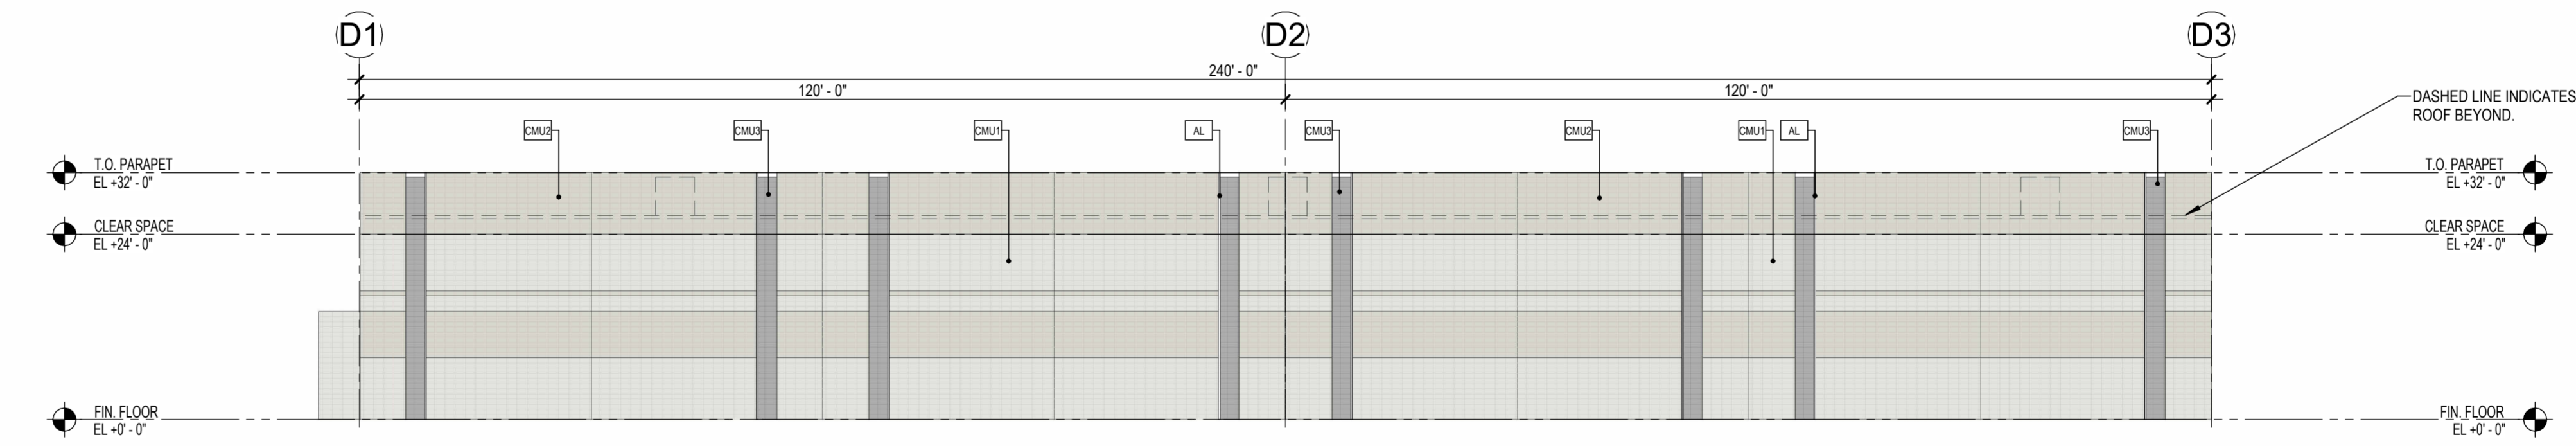 D1
D2
D3
240' - 0"
120' - 0"
120' - 0"
DASHED LINE INDICATES
ROOF BEYOND.
CMU2
CMU3
CMU1
AL
CMU3
CMU2
CMU1
AL
CMU3
T.O. PARAPET
EL +32' - 0"
T.O. PARAPET
EL +32' - 0"
CLEAR SPACE
EL +24' - 0"
CLEAR SPACE
EL +24' - 0"
FIN. FLOOR
EL +0' - 0"
FIN. FLOOR
EL +0' - 0"